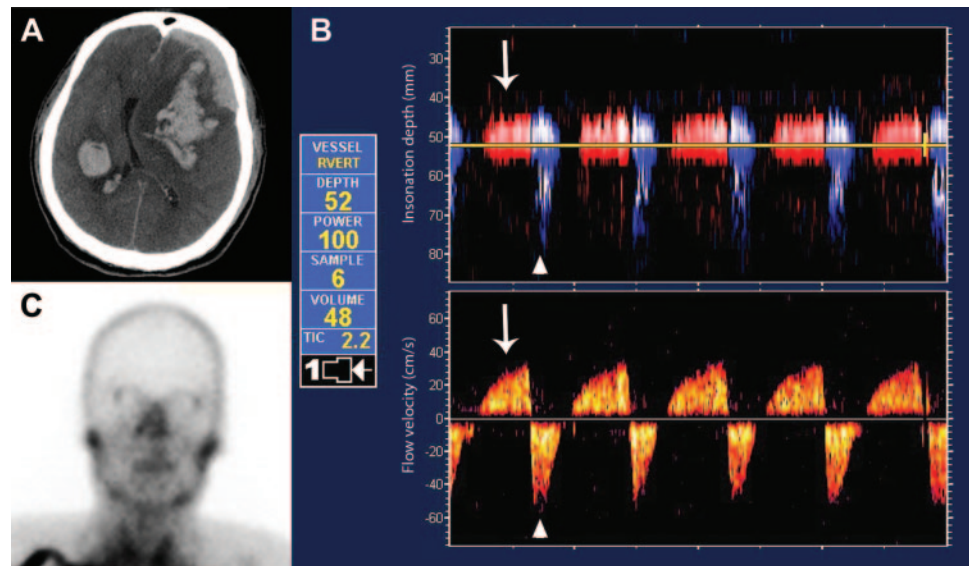 A
B
C
VESSEL
RVERT
DEPTH
52
POWER
100
SAMPLE
6
VOLUME
48
TIC 2.2
1
Insonation depth (mm)
30
40
50
60
70
80
Flow velocity (cm/s)
60
40
20
0
-20
-40
-60